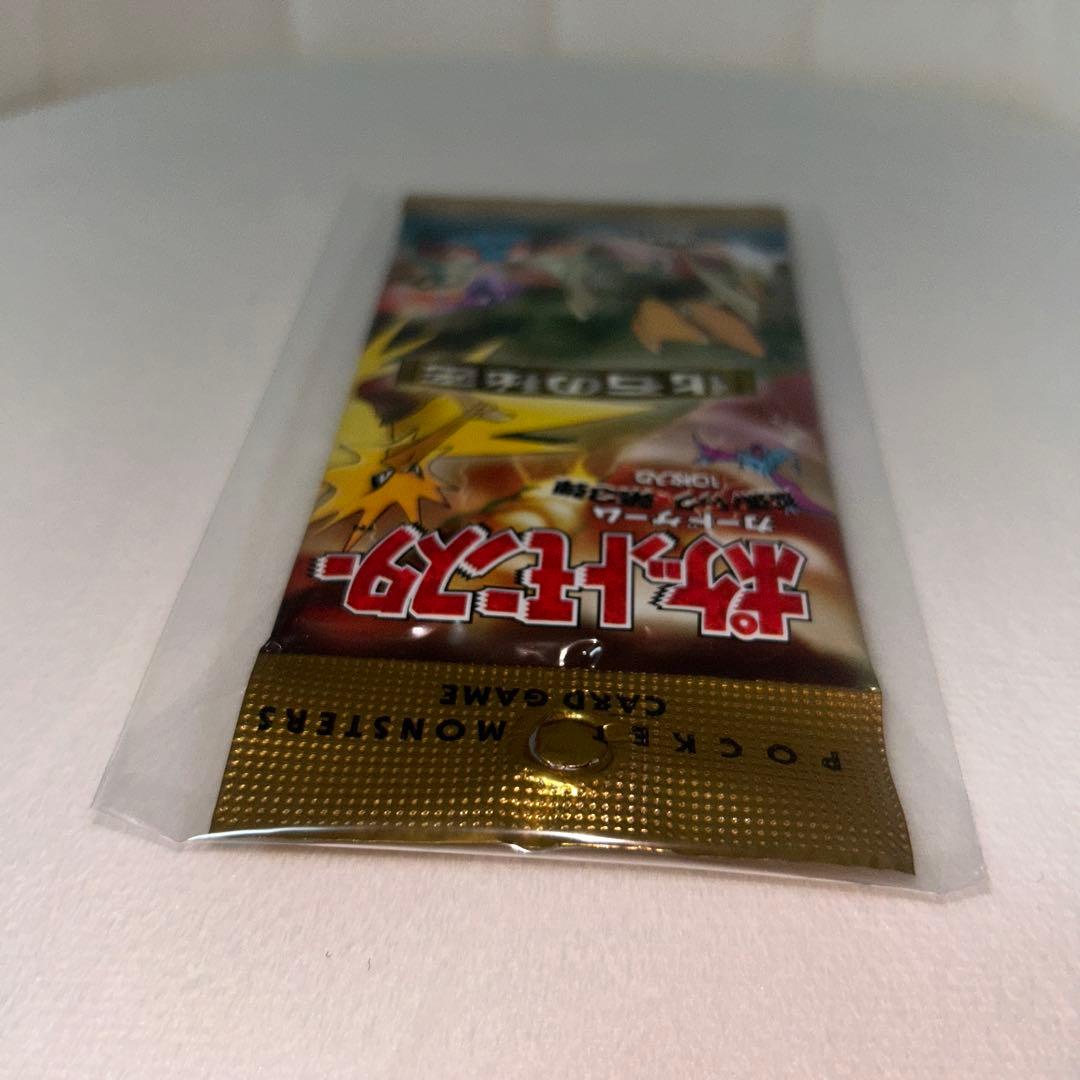 POCKET MONSTERS
CARD GAME
ポケットモンスター
カードゲーム
拡張パック 第3弾
10枚入り
化石の秘密